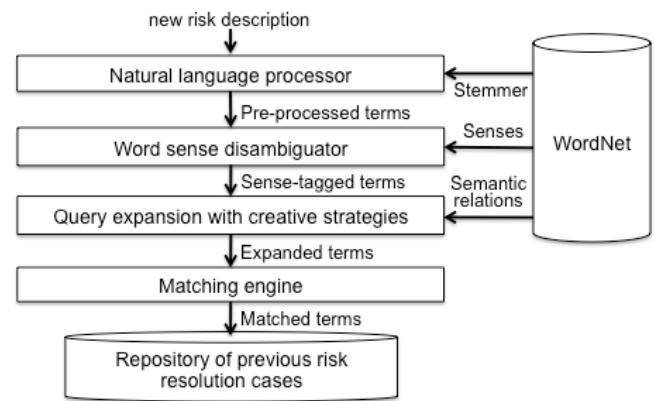 new risk description
Natural language processor
Stemmer
Pre-processed terms
Senses
WordNet
Word sense disambiguator
Sense-tagged terms
Semantic
relations
Query expansion with creative strategies
Expanded terms
Matching engine
Matched terms
Repository of previous risk
resolution cases